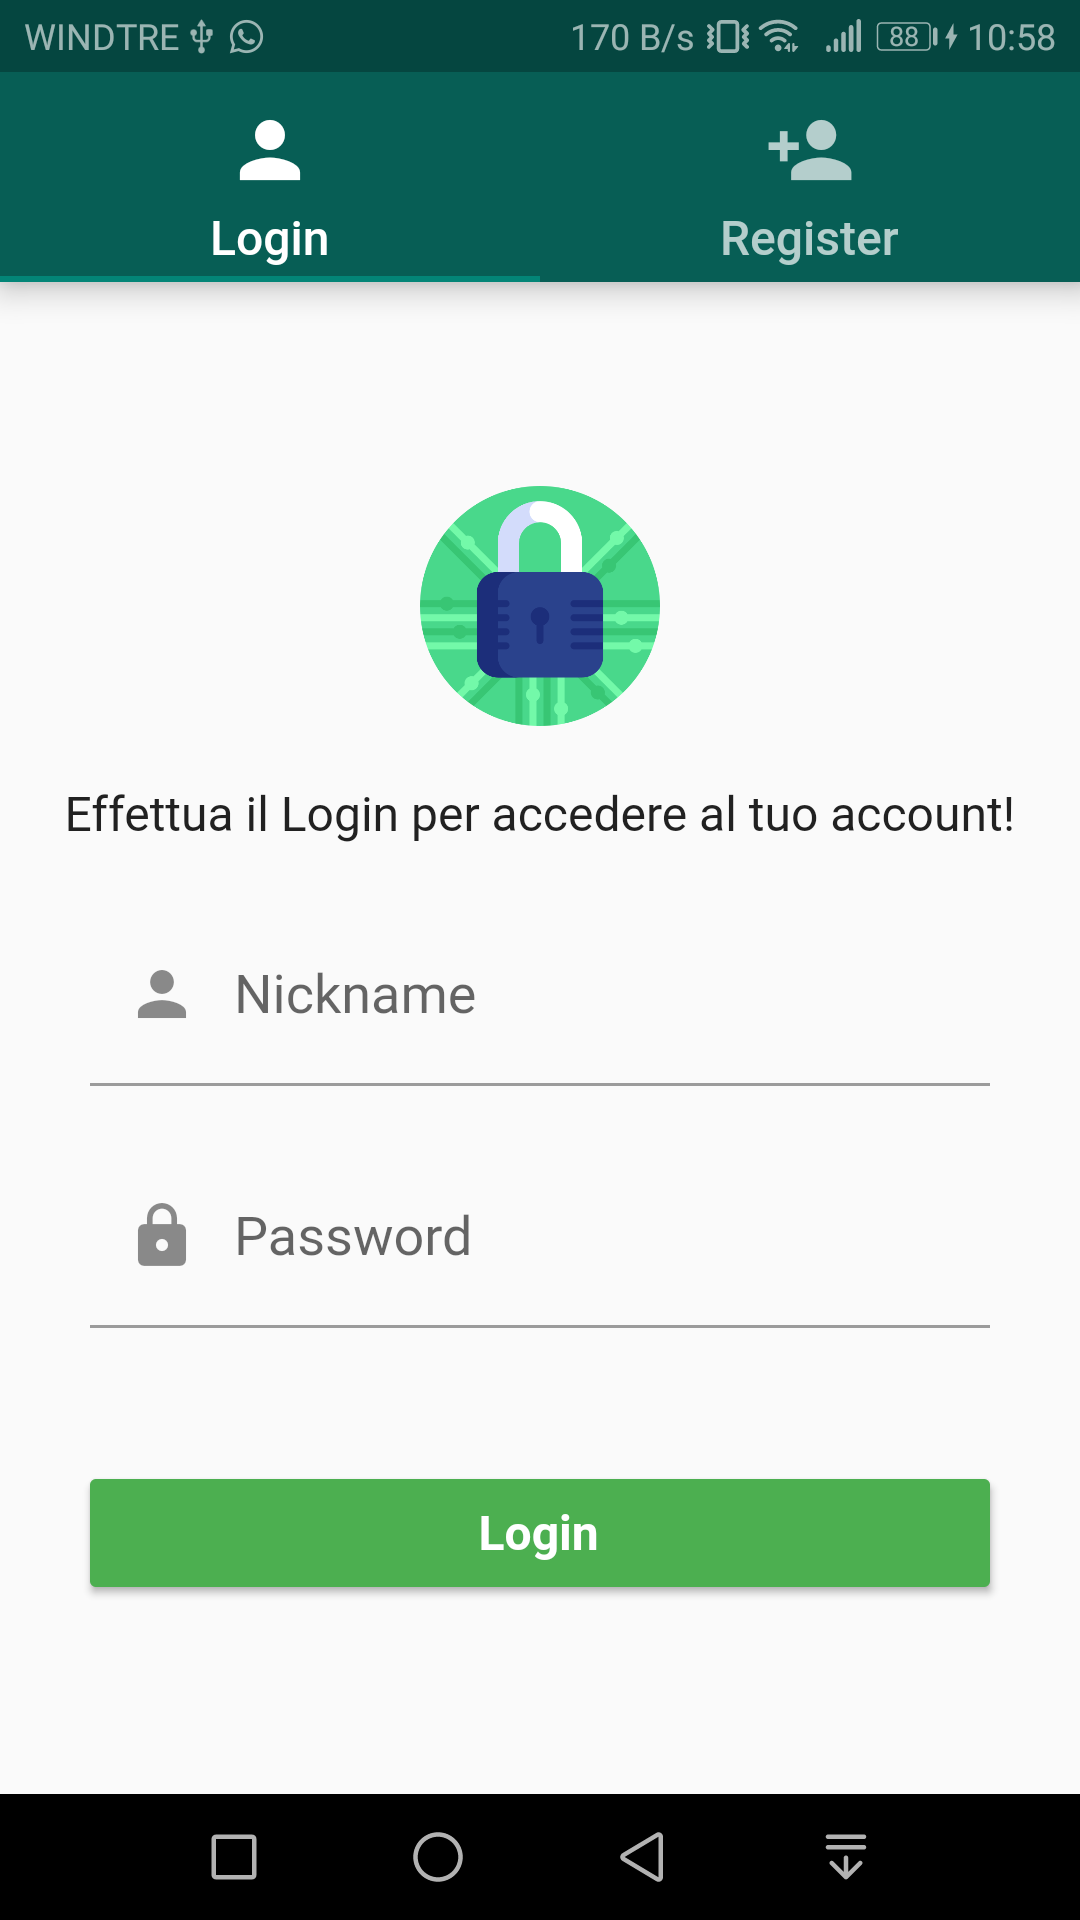 WINDTRE 170 B/s 88 10:58
Login Register
Effettua il Login per accedere al tuo account!
Nickname
Password
Login